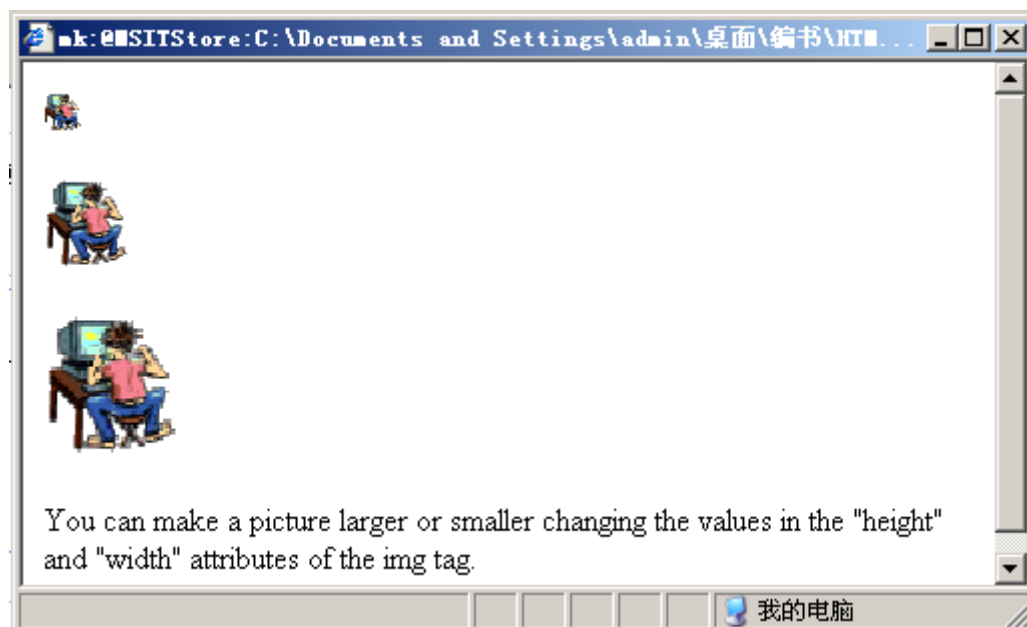 mk:@MSITStore:C:\Documents and Settings\admin\桌面\编书\HTM...
You can make a picture larger or smaller changing the values in the "height"
and "width" attributes of the img tag.
我的电脑